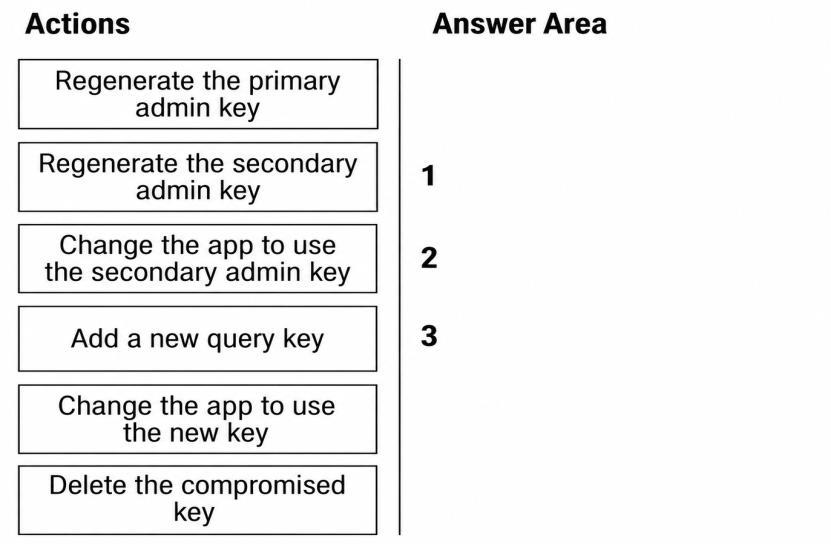 Actions
Answer Area
Regenerate the primary
admin key
Regenerate the secondary
admin key
Change the app to use
the secondary admin key
Add a new query key
Change the app to use
the new key
Delete the compromised
key
1
2
3